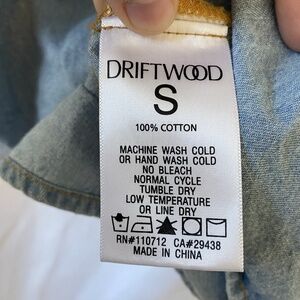 DRIFTWOOD
S
100% COTTON
MACHINE WASH COLD
OR HAND WASH COLD
NO BLEACH
NORMAL CYCLE
TUMBLE DRY
LOW TEMPERATURE
OR LINE DRY
RN#110712 CA#29438
MADE IN CHINA